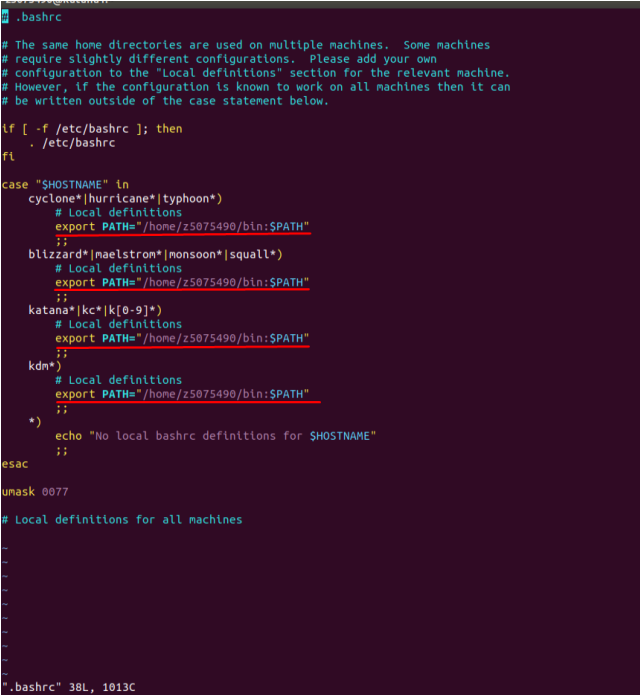 # .bashrc
# The same home directories are used on multiple machines.  Some machines
# require slightly different configurations.  Please add your own
# configuration to the "Local definitions" section for the relevant machine.
# However, if the configuration is known to work on all machines then it can
# be written outside of the case statement below.
if [ -f /etc/bashrc ]; then
    . /etc/bashrc
fi
case "$HOSTNAME" in
    cyclone*|hurricane*|typhoon*)
        # Local definitions
        export PATH="/home/z5075490/bin:$PATH"
        ;;
    blizzard*|maelstrom*|monsoon*|squall*)
        # Local definitions
        export PATH="/home/z5075490/bin:$PATH"
        ;;
    katana*|kc*|k[0-9]*)
        # Local definitions
        export PATH="/home/z5075490/bin:$PATH"
        ;;
    kdm*)
        # Local definitions
        export PATH="/home/z5075490/bin:$PATH"
        ;;
    *)
        echo "No local bashrc definitions for $HOSTNAME"
        ;;
esac
umask 0077
# Local definitions for all machines
~
~
~
~
~
~
~
~
~
~
".bashrc" 38L, 1013C